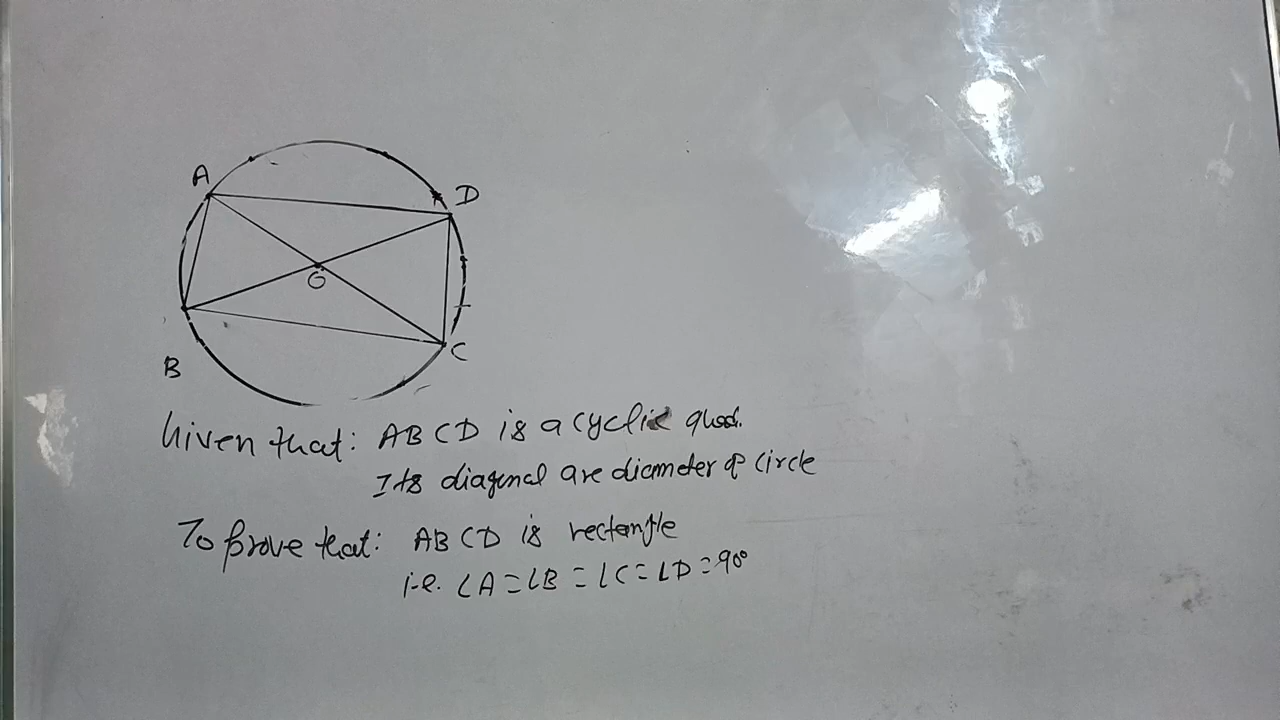 A
D
O
B
C
Given that: ABCD is a cyclic quad.
Its diagonal are diameter of circle
To prove that: ABCD is rectangle
i.e. ∠A = ∠B = ∠C = ∠D = 90°